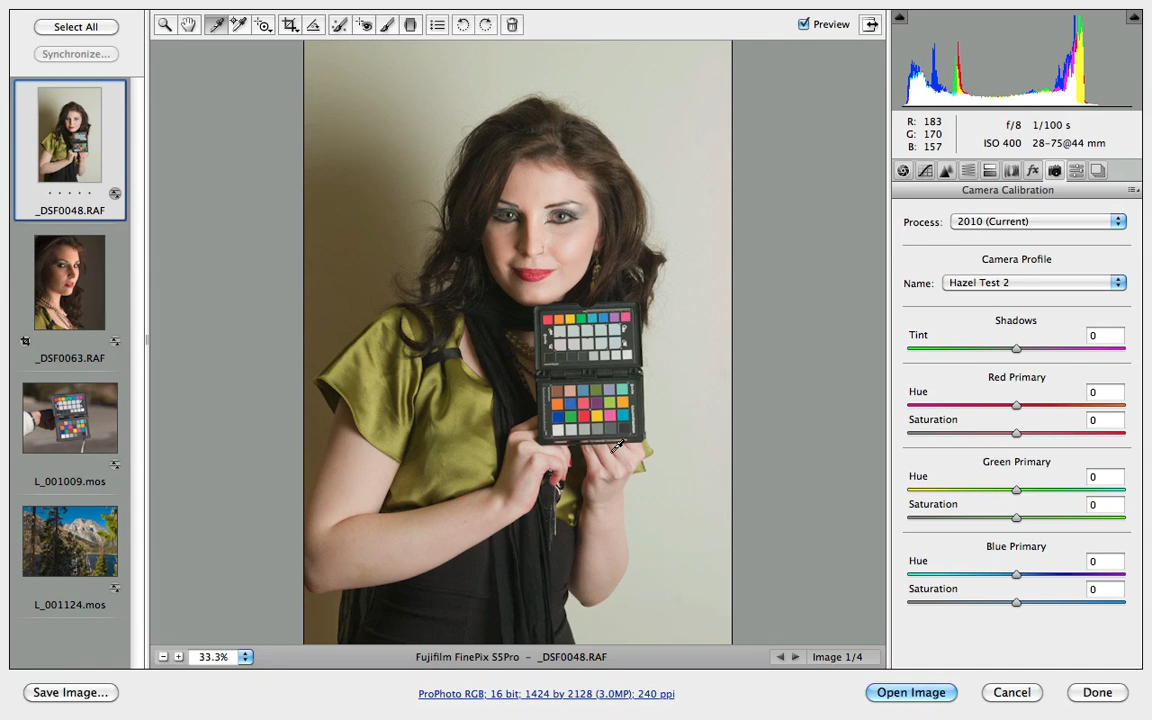 Select All
Synchronize...
_DSF0048.RAF
_DSF0063.RAF
L_001009.mos
L_001124.mos
Preview
R: 183
G: 170
B: 157
f/8 1/100 s
ISO 400 28-75@44 mm
fx
Camera Calibration
Process: 2010 (Current)
Camera Profile
Name: Hazel Test 2
Shadows
Tint 0
Red Primary
Hue 0
Saturation 0
Green Primary
Hue 0
Saturation 0
Blue Primary
Hue 0
Saturation 0
33.3%
Fujifilm FinePix S5Pro – _DSF0048.RAF
Image 1/4
Save Image...
ProPhoto RGB; 16 bit; 1424 by 2128 (3.0MP); 240 ppi
Open Image
Cancel
Done